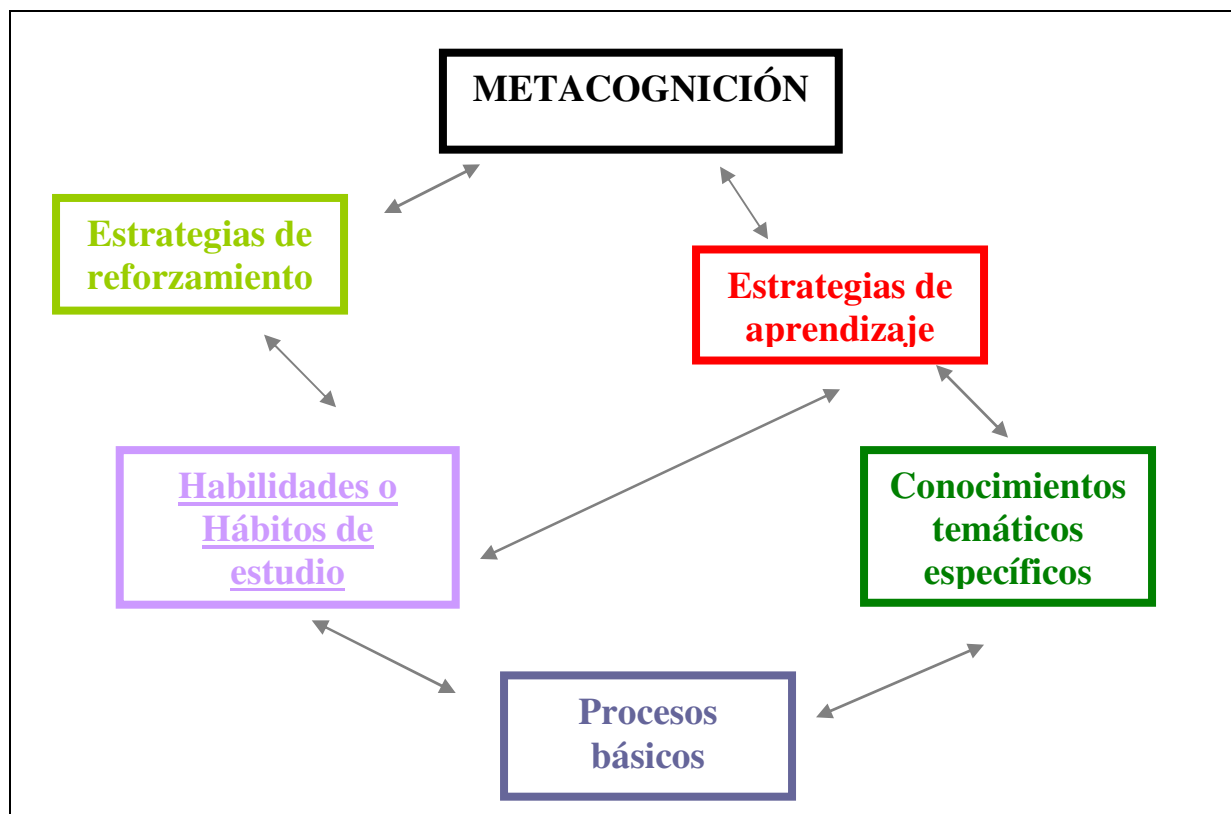 METACOGNICIÓN
Estrategias de
reforzamiento
Estrategias de
aprendizaje
Habilidades o
Hábitos de
estudio
Conocimientos
temáticos
específicos
Procesos
básicos